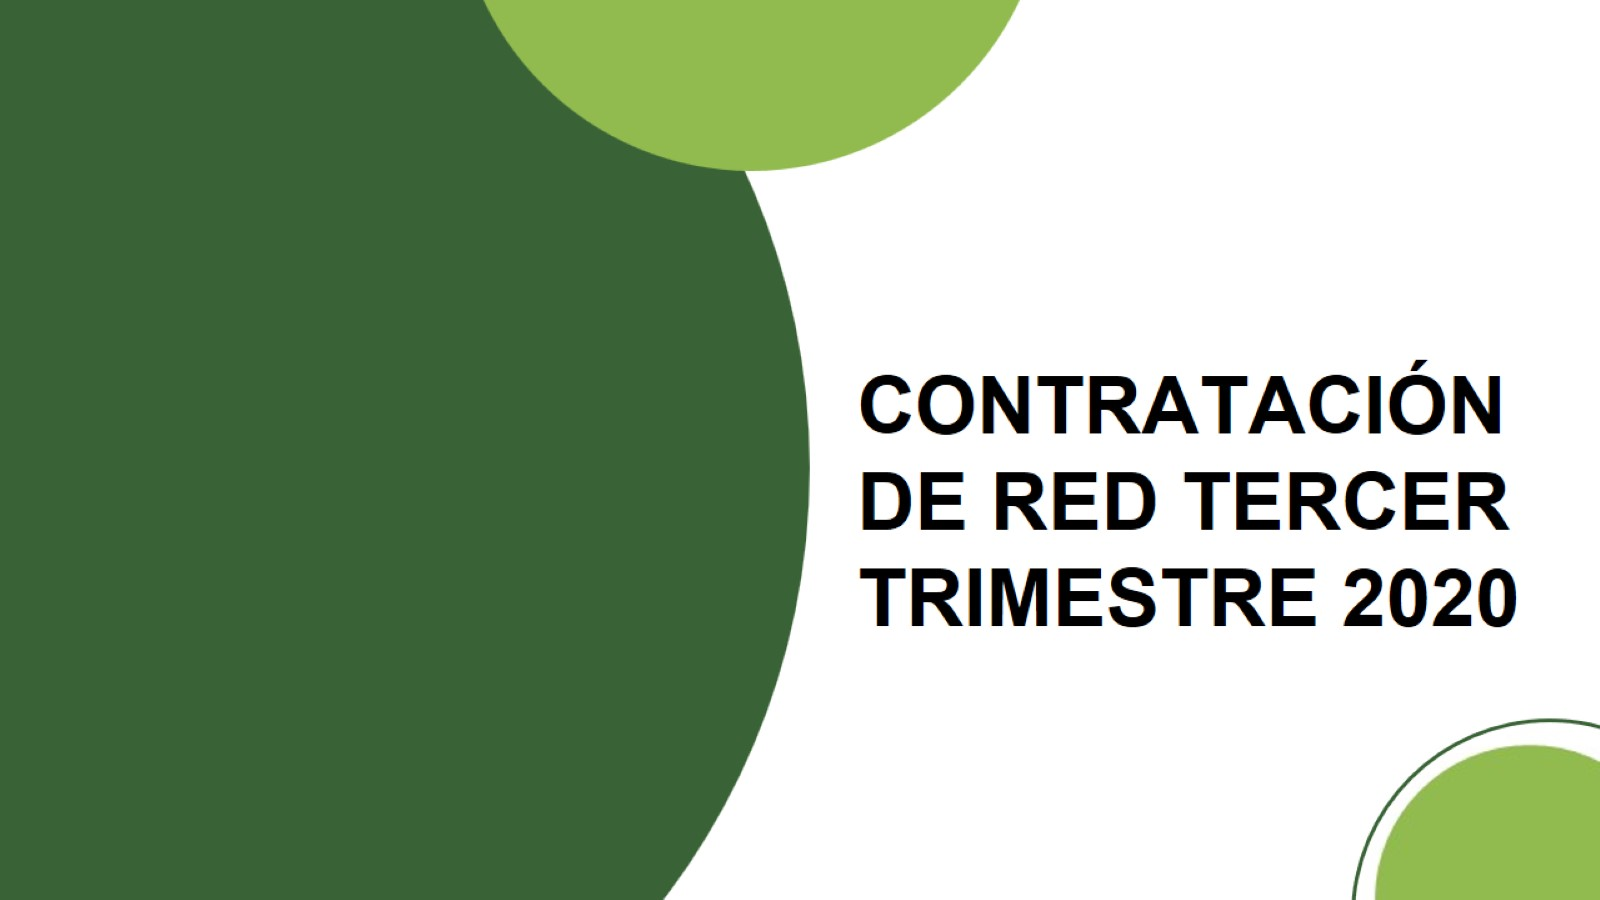 CONTRATACIÓN
DE RED TERCER
TRIMESTRE 2020